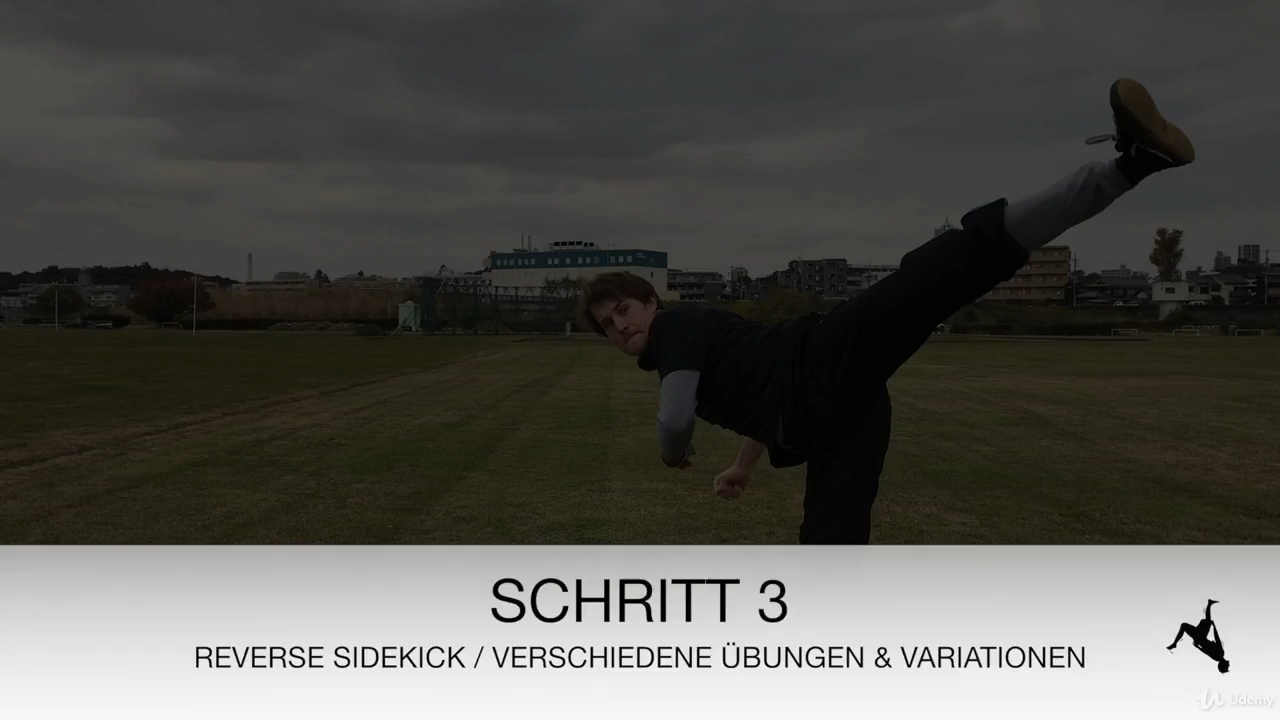 SCHRITT 3
REVERSE SIDEKICK / VERSCHIEDENE ÜBUNGEN & VARIATIONEN
Udemy